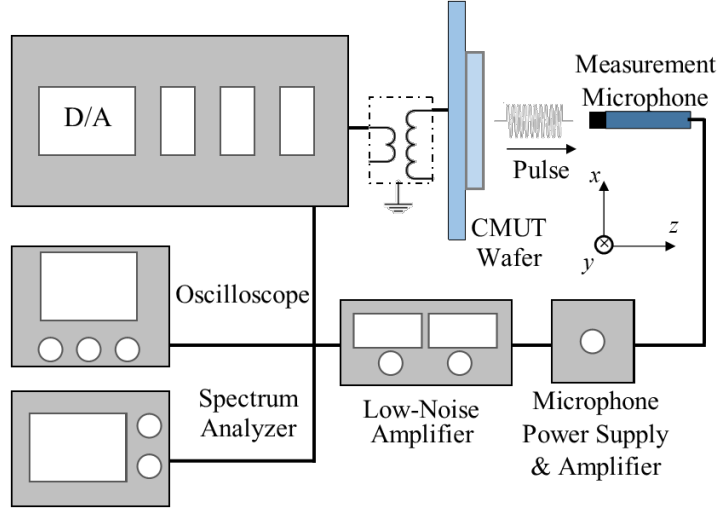 D/A
Measurement
Microphone
Pulse
x
z
y
CMUT
Wafer
Oscilloscope
Spectrum
Analyzer
Low-Noise
Amplifier
Microphone
Power Supply
& Amplifier